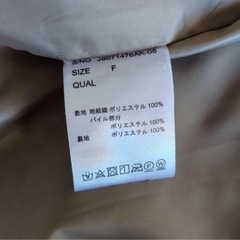 SIZE F
QUAL
表地 地組織 ポリエステル 100%
パイル部分
ポリエステル 100%
裏地 ポリエステル 100%